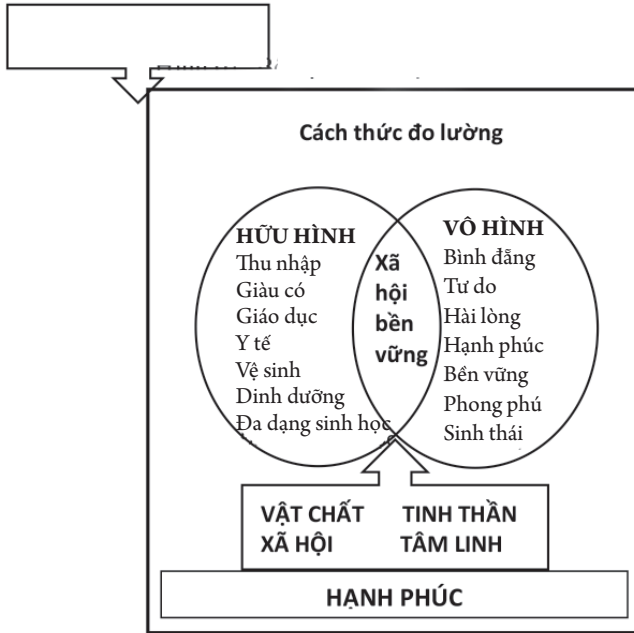 Cách thức đo lường
HỮU HÌNH
Thu nhập
Giàu có
Giáo dục
Y tế
Vệ sinh
Dinh dưỡng
Đa dạng sinh học
Xã
hội
bền
vững
VÔ HÌNH
Bình đẵng
Tư do
Hài lòng
Hạnh phúc
Bền vững
Phong phú
Sinh thái
VẬT CHẤT TINH THẦN
XÃ HỘI TÂM LINH
HẠNH PHÚC